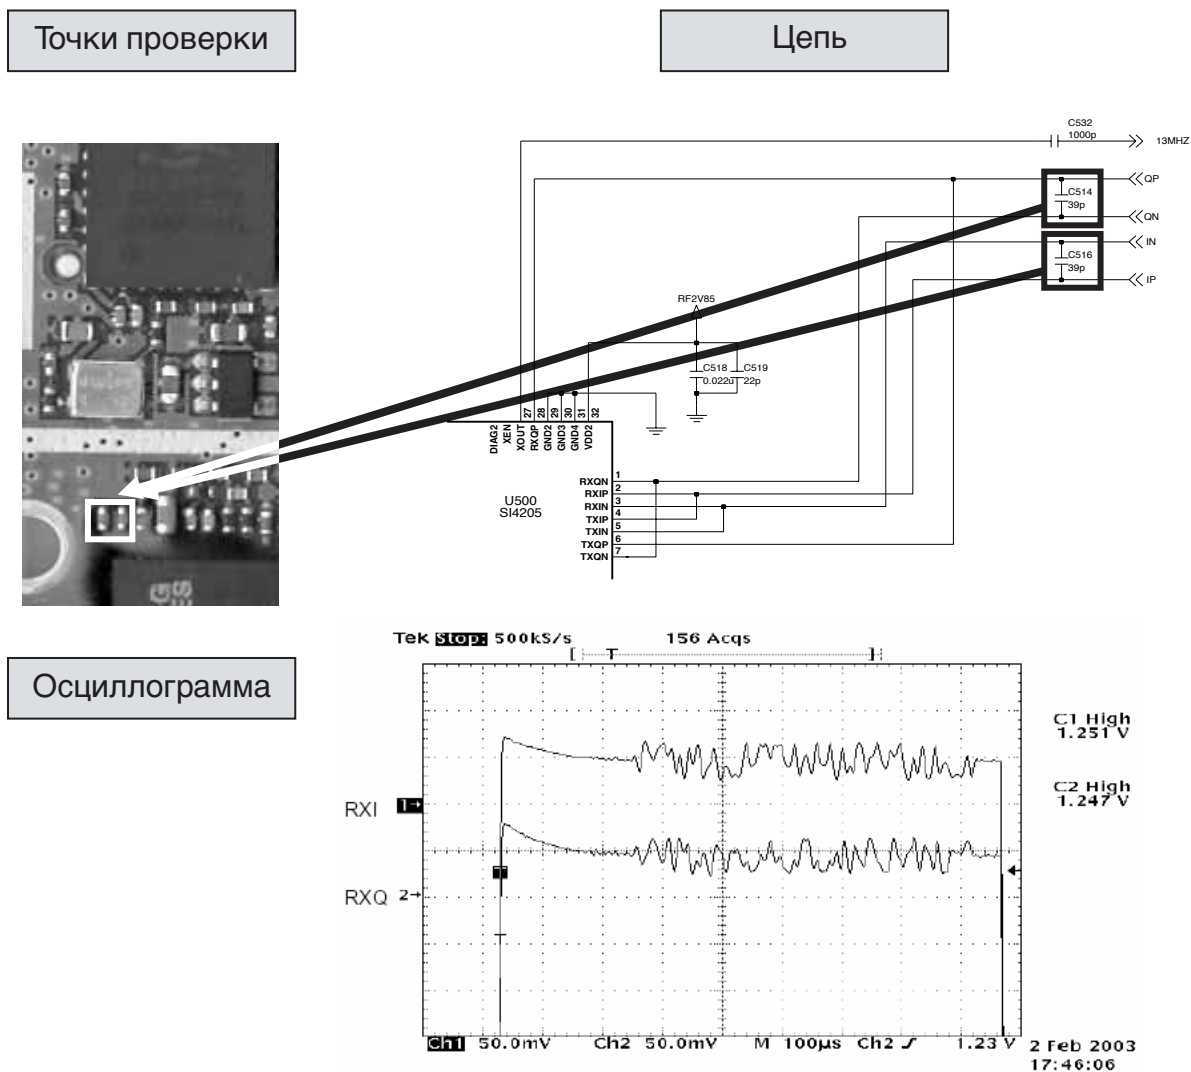 Точки проверки
Цепь
C532
1000p
13MHZ
QP
C514
39p
QN
IN
C516
39p
IP
RF2V85
C518
0.022u
C519
22p
27
28
29
30
31
32
DIAG2
XEN
XOUT
RXQP
GND2
GND3
GND4
VDD2
U500
SI4205
RXQN 1
RXIP 2
RXIN 3
TXIP 4
TXIN 5
TXQP 6
TXQN 7
Осциллограмма
Tek Stop: 500kS/s 156 Acqs
[ T ]
C1 High
1.251 V
C2 High
1.247 V
RXI 1→
T
RXQ 2→
Ch1 50.0mV Ch2 50.0mV M 100µs Ch2 1.23 V
2 Feb 2003
17:46:06